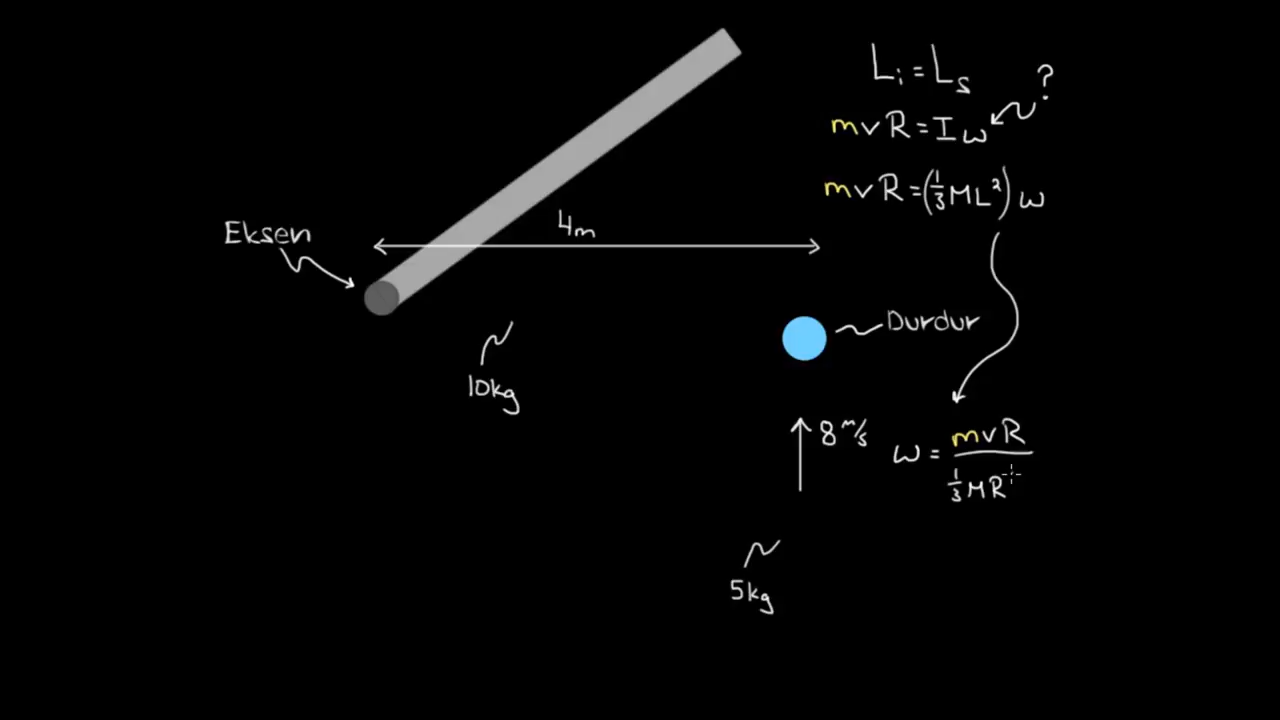 Lᵢ = Lₛ
?
mvR = Iω
mvR = (⅓ML²) ω
4m
Eksen
Durdur
10kg
8 m/s
ω = mvR / ⅓MR
5kg